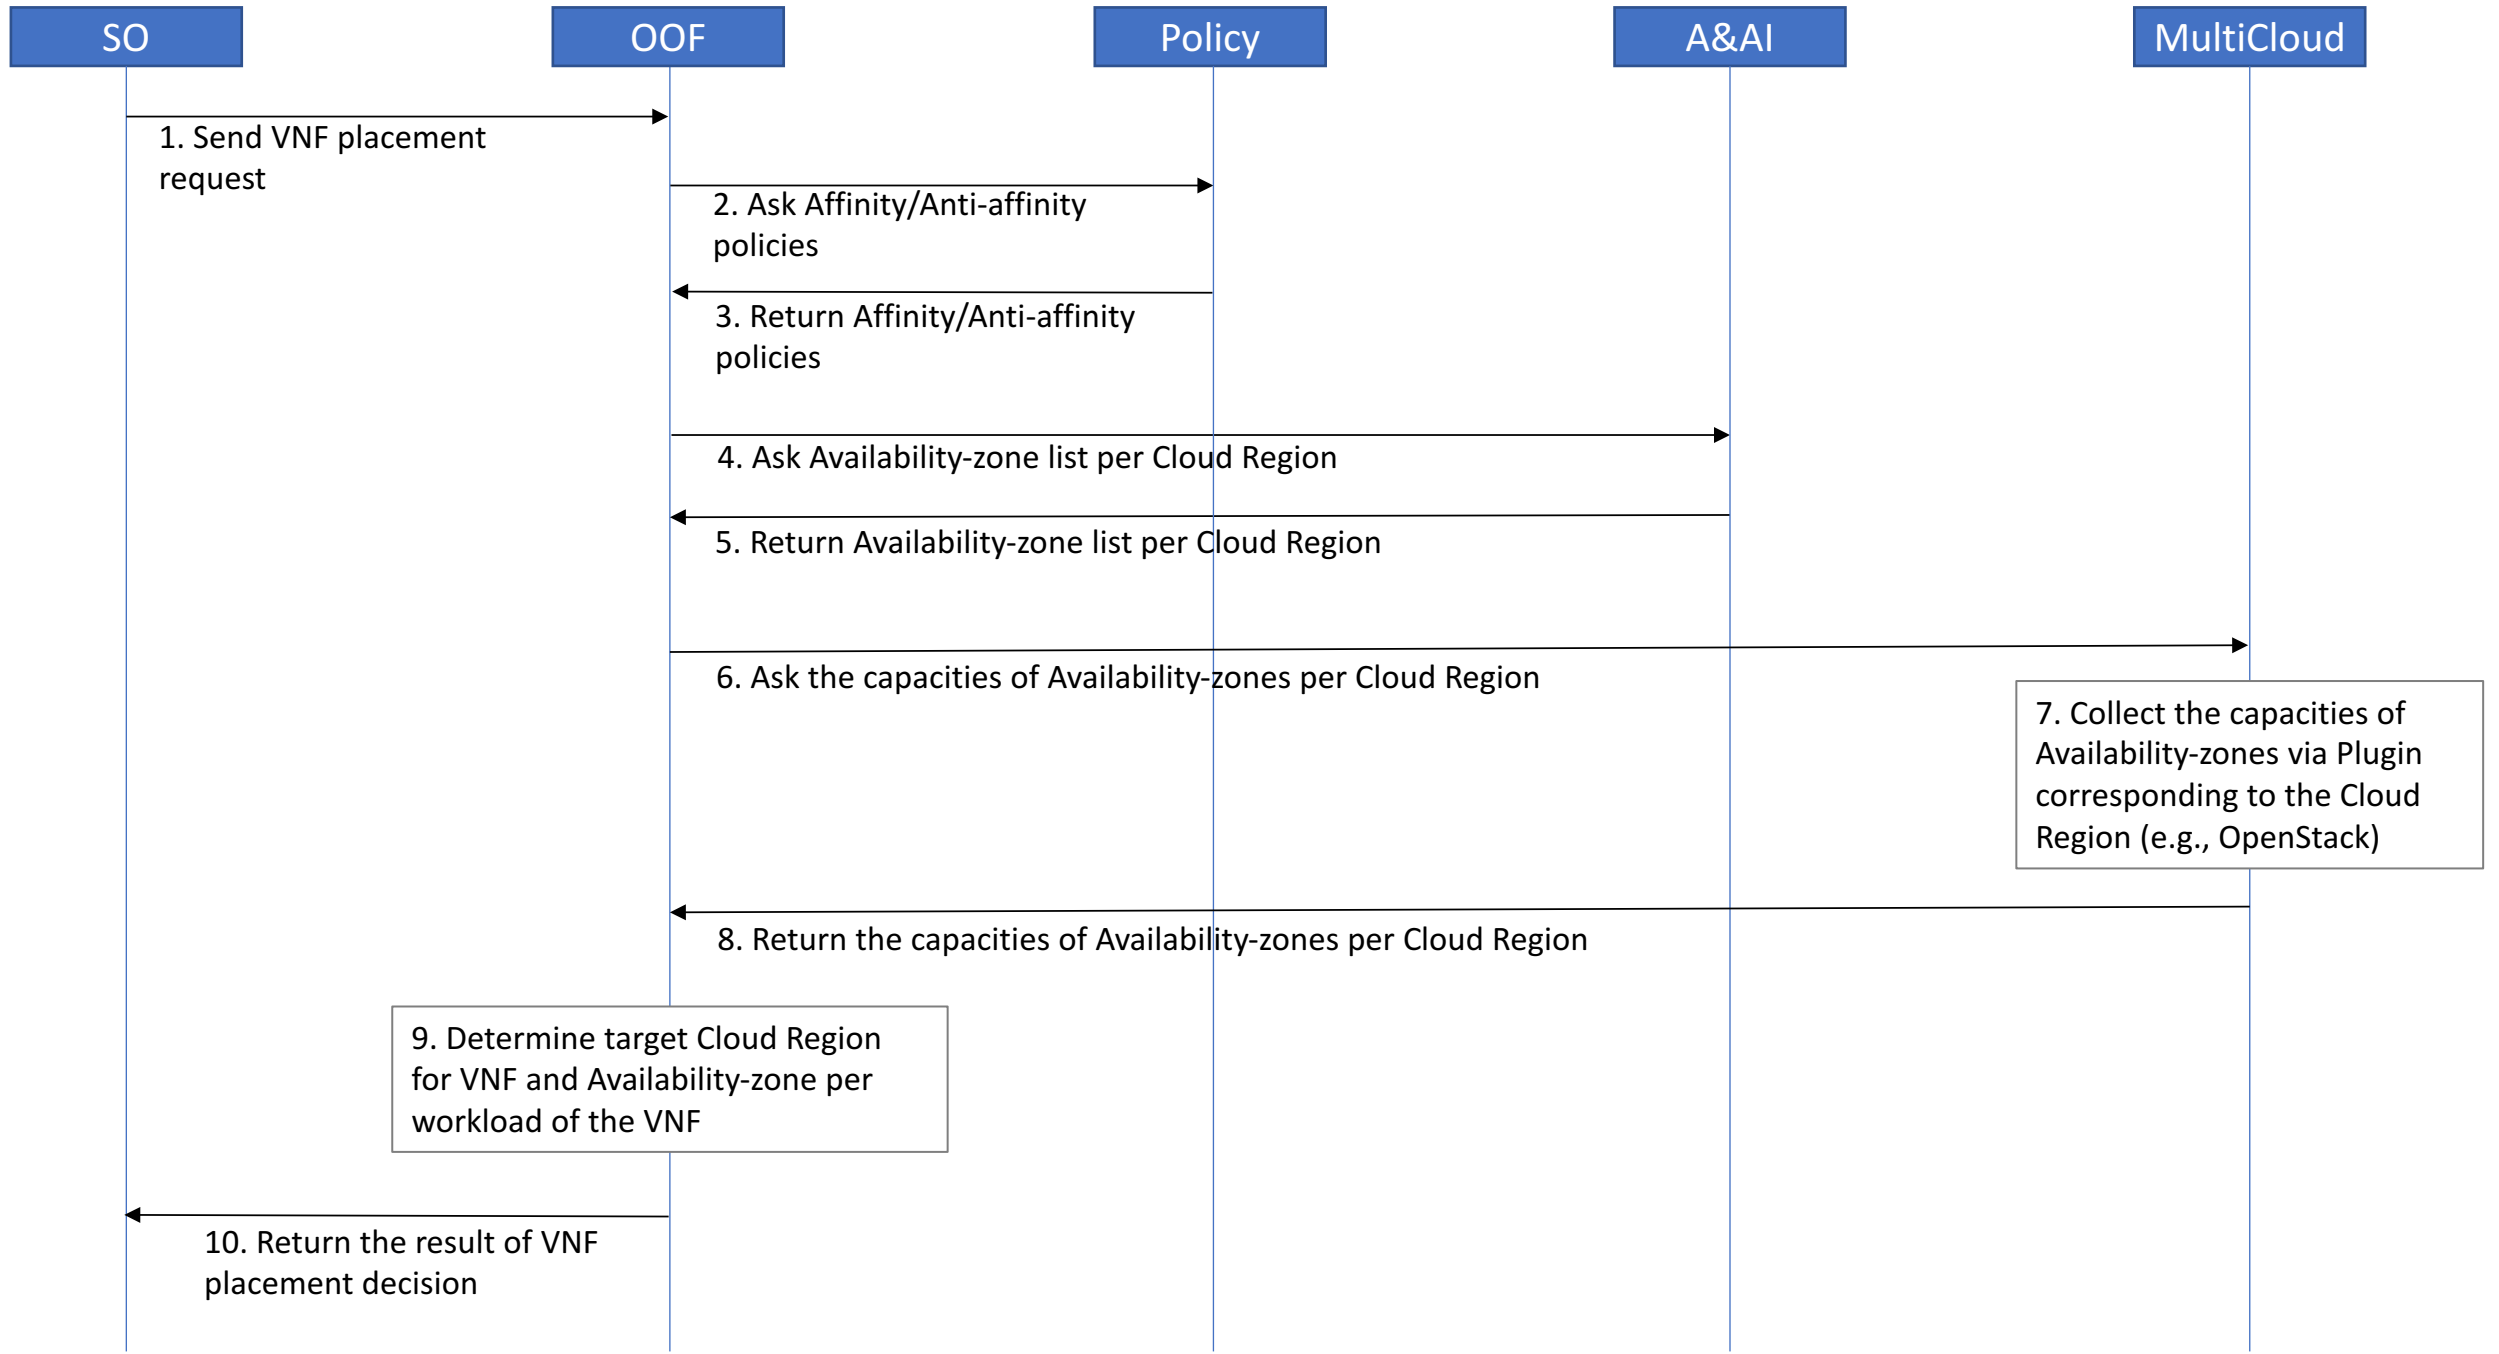 SO
OOF
Policy
A&AI
MultiCloud
1. Send VNF placement
request
2. Ask Affinity/Anti-affinity
policies
3. Return Affinity/Anti-affinity
policies
4. Ask Availability-zone list per Cloud Region
5. Return Availability-zone list per Cloud Region
6. Ask the capacities of Availability-zones per Cloud Region
7. Collect the capacities of
Availability-zones via Plugin
corresponding to the Cloud
Region (e.g., OpenStack)
8. Return the capacities of Availability-zones per Cloud Region
9. Determine target Cloud Region
for VNF and Availability-zone per
workload of the VNF
10. Return the result of VNF
placement decision